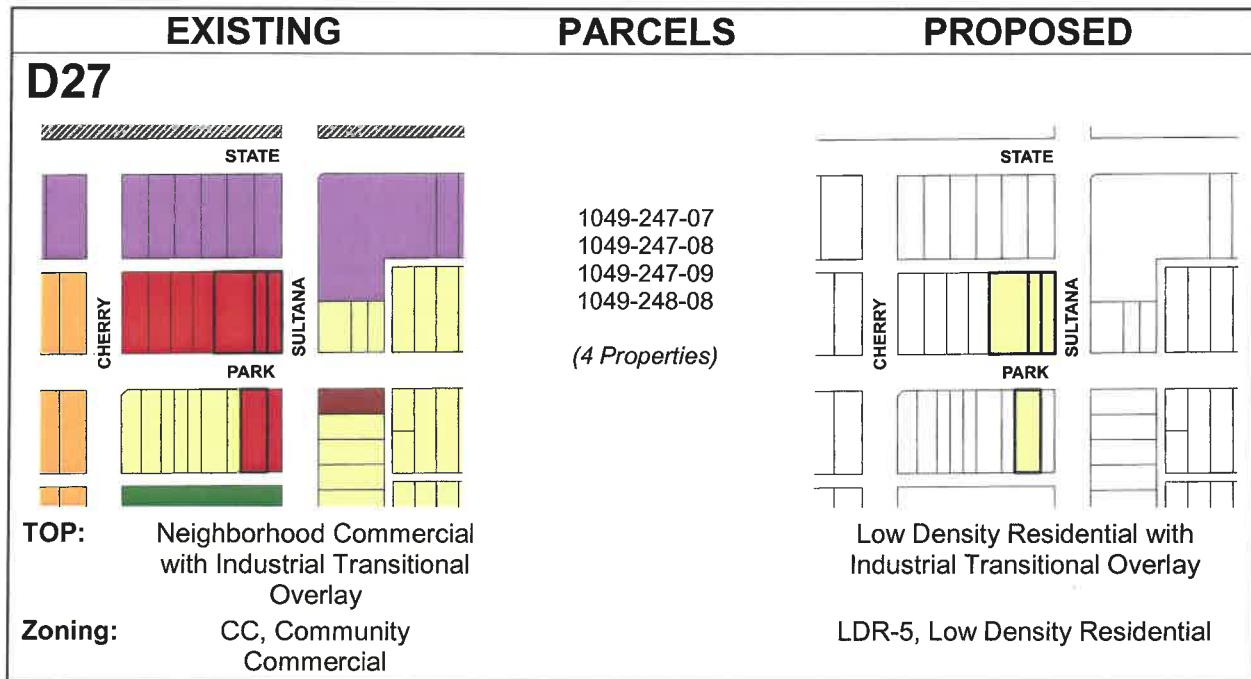 EXISTING PARCELS PROPOSED
D27
STATE
CHERRY
SULTANA
PARK
1049-247-07
1049-247-08
1049-247-09
1049-248-08
(4 Properties)
STATE
CHERRY
SULTANA
PARK
TOP: Neighborhood Commercial
with Industrial Transitional
Overlay
Low Density Residential with
Industrial Transitional Overlay
Zoning: CC, Community
Commercial
LDR-5, Low Density Residential